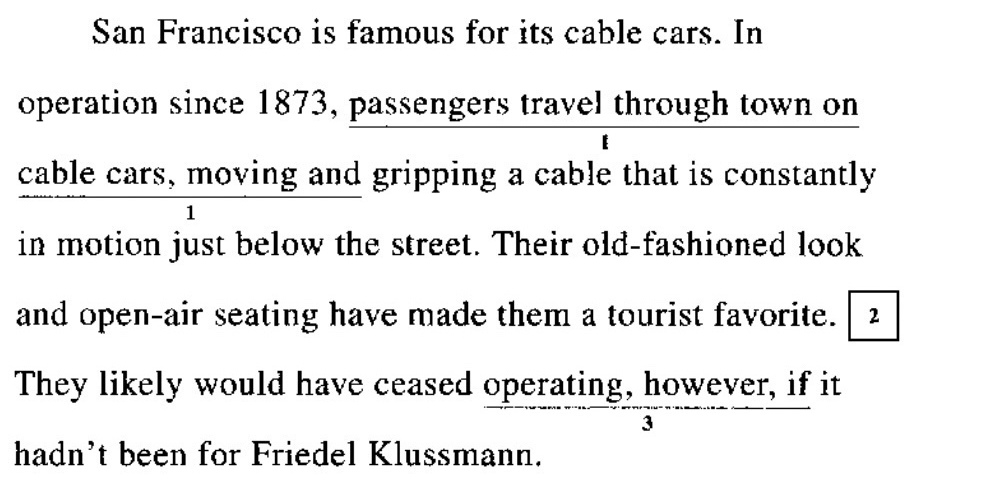 San Francisco is famous for its cable cars. In
operation since 1873, passengers travel through town on
1
cable cars, moving and gripping a cable that is constantly
1
in motion just below the street. Their old-fashioned look
and open-air seating have made them a tourist favorite. 2
They likely would have ceased operating, however, if it
3
hadn't been for Friedel Klussmann.